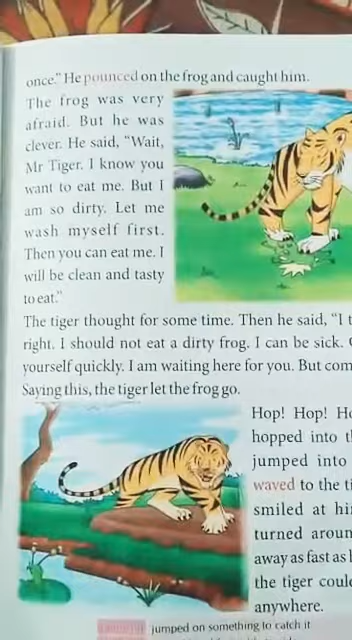 once." He pounced on the frog and caught him.
The frog was very
afraid. But he was
clever. He said, "Wait,
Mr Tiger. I know you
want to eat me. But I
am so dirty. Let me
wash myself first.
Then you can eat me. I
will be clean and tasty
to eat."
The tiger thought for some time. Then he said, "I
right. I should not eat a dirty frog. I can be sick.
yourself quickly. I am waiting here for you. But
Saying this, the tiger let the frog go.
Hop! Hop!
hopped into
jumped into
waved to the
smiled at
turned
away as fast as
the tiger
anywhere.
jumped on something to catch it